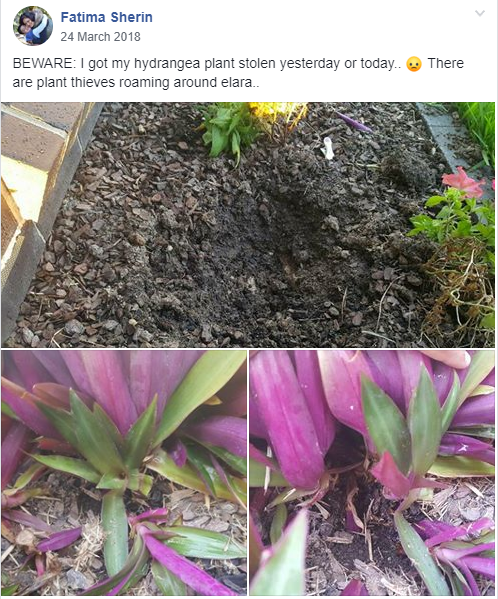 Fatima Sherin
24 March 2018
BEWARE: I got my hydrangea plant stolen yesterday or today.. 😠 There
are plant thieves roaming around elara..